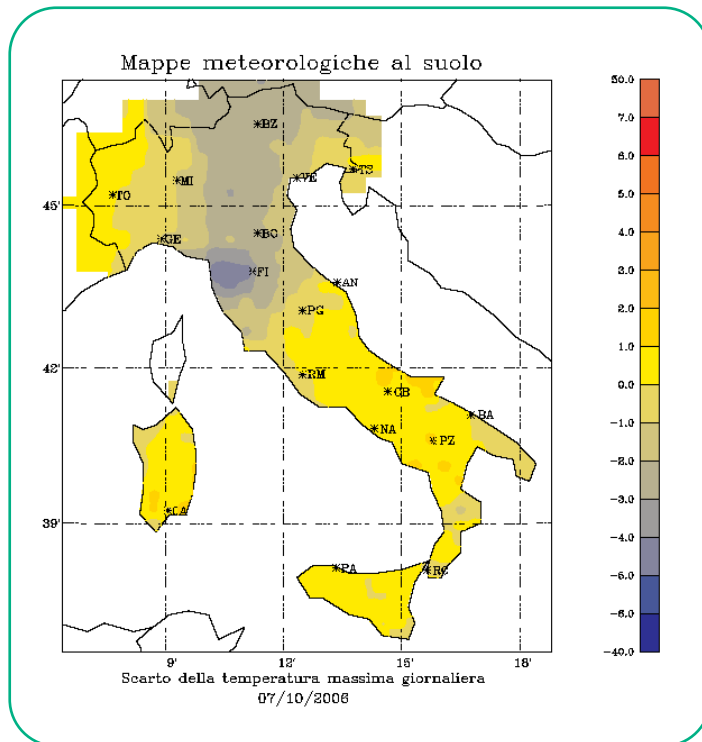 Mappe meteorologiche al suolo
50.0
7.0
6.0
5.0
4.0
3.0
2.0
1.0
0.0
-1.0
-2.0
-3.0
-4.0
-5.0
-6.0
-40.0
45'
42'
39'
*BZ
*MI
*VE
*TS
*TO
*GE
*BO
*FI
*AN
*PG
*RM
*CB
*BA
*NA
*PZ
*CA
*PA
*RC
9' 12' 15' 18'
Scarto della temperatura massima giornaliera
07/10/2006